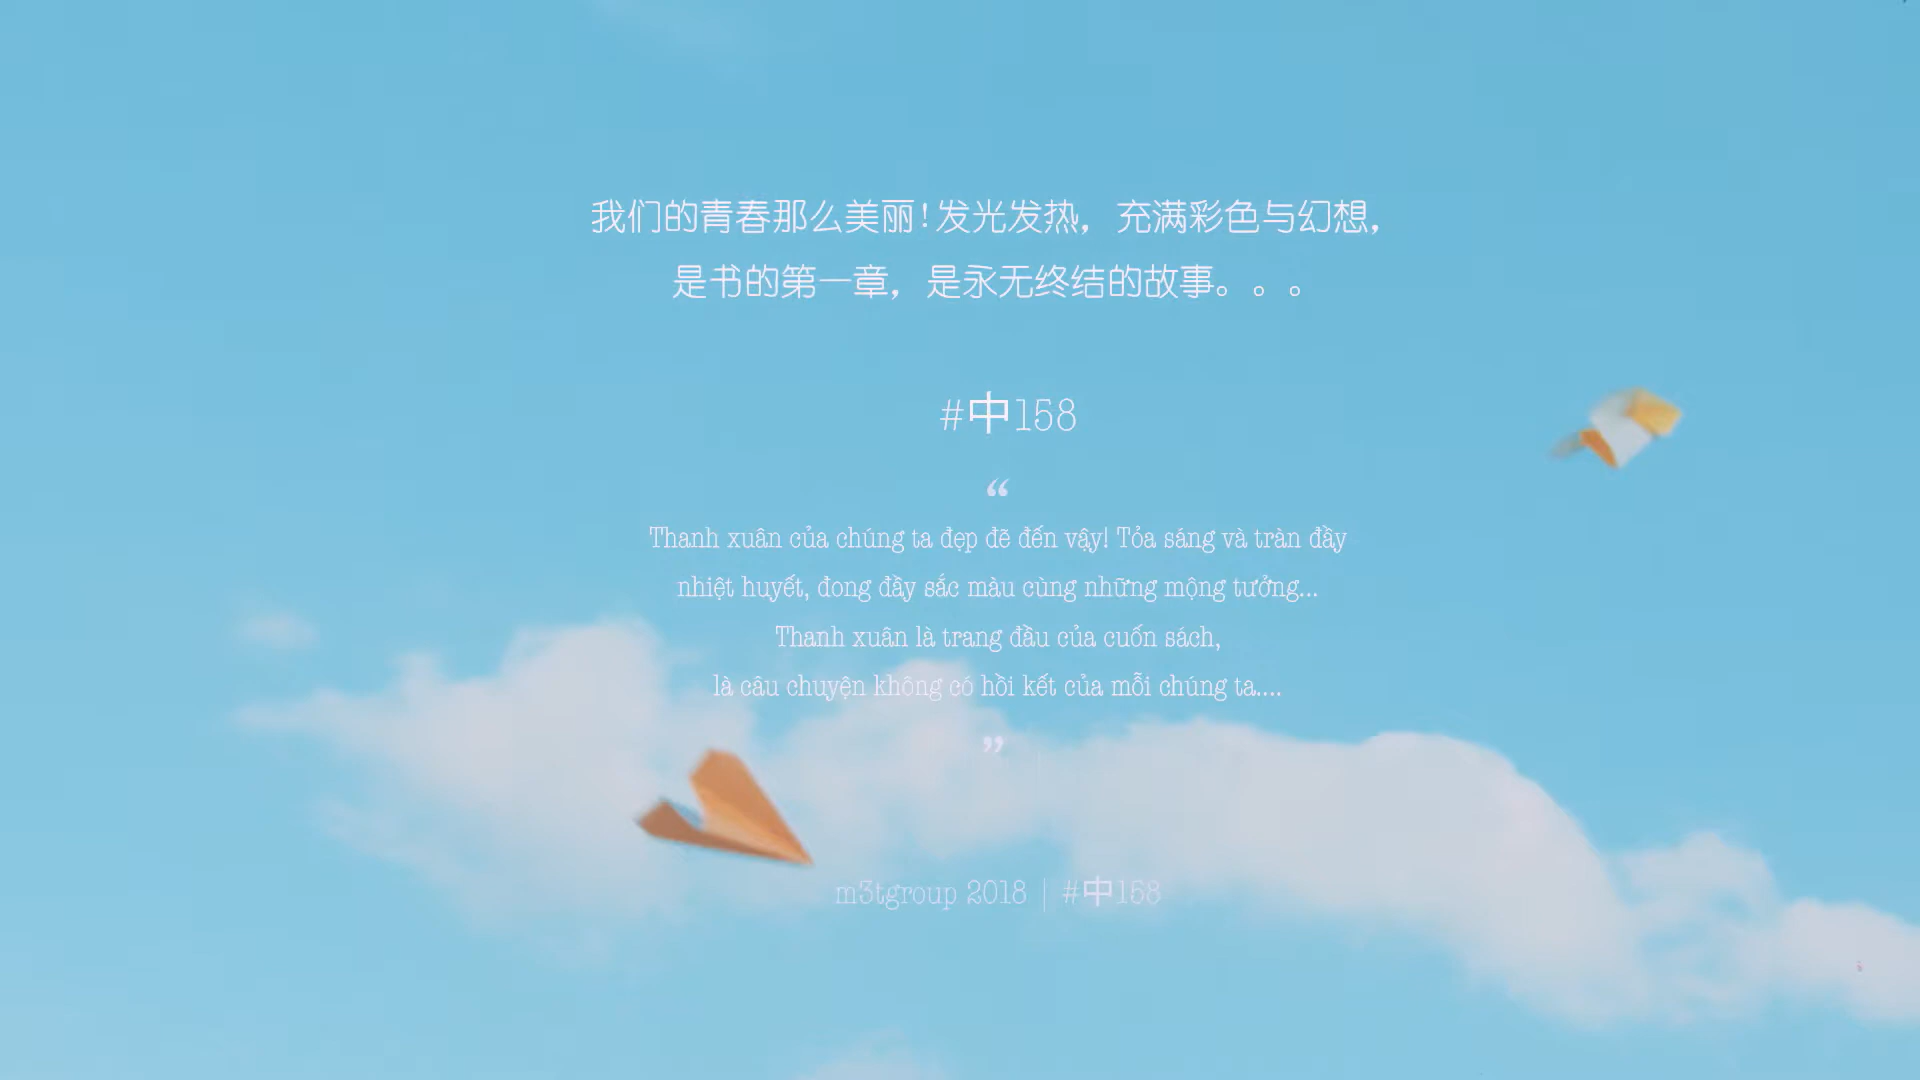 我们的青春那么美丽!发光发热，充满彩色与幻想，
是书的第一章，是永无终结的故事。。。
#中158
“
Thanh xuân của chúng ta đẹp đẽ đến vậy! Tỏa sáng và tràn đầy
nhiệt huyết, đong đầy sắc màu cùng những mộng tưởng...
Thanh xuân là trang đầu của cuốn sách,
là câu chuyện không có hồi kết của mỗi chúng ta....
”
m3tgroup 2018 | #中158